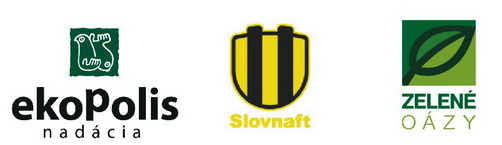 ekopolis
nadácia
Slovnaft
ZELENÉ
OÁZY